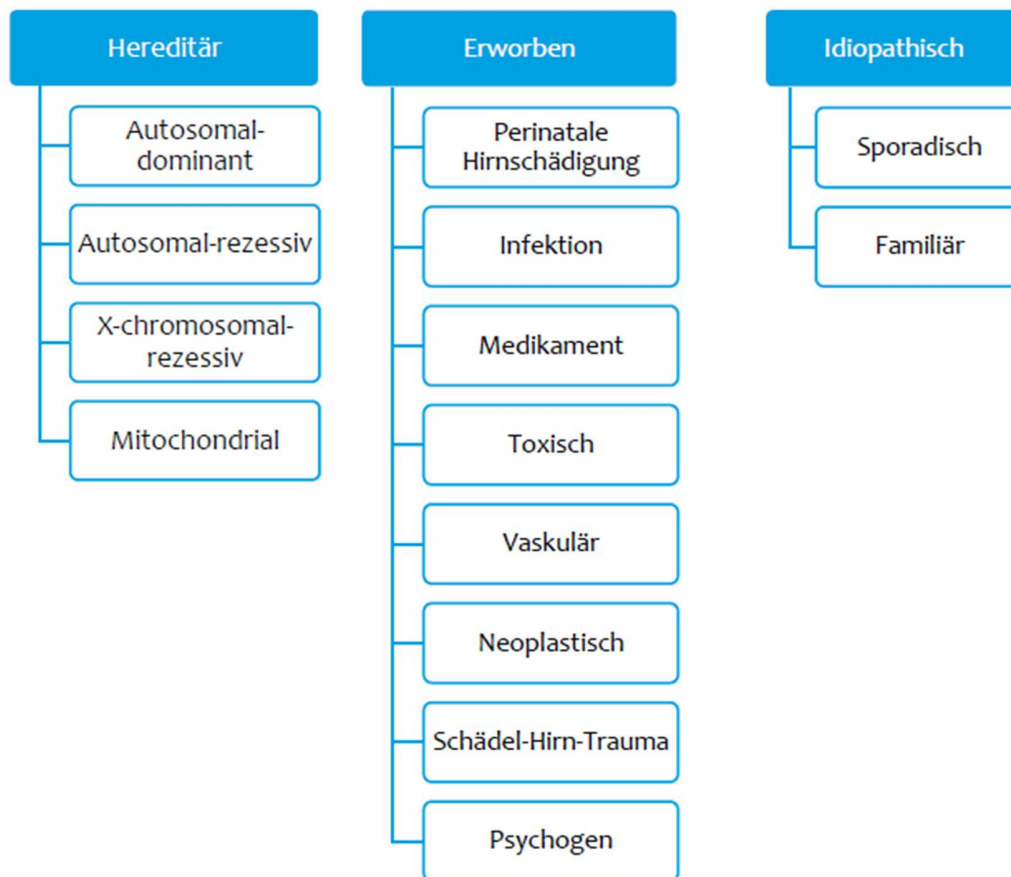 Hereditär
Autosomal-
dominant
Autosomal-rezessiv
X-chromosomal-
rezessiv
Mitochondrial
Erworben
Perinatale
Hirnschädigung
Infektion
Medikament
Toxisch
Vaskulär
Neoplastisch
Schädel-Hirn-Trauma
Psychogen
Idiopathisch
Sporadisch
Familiär